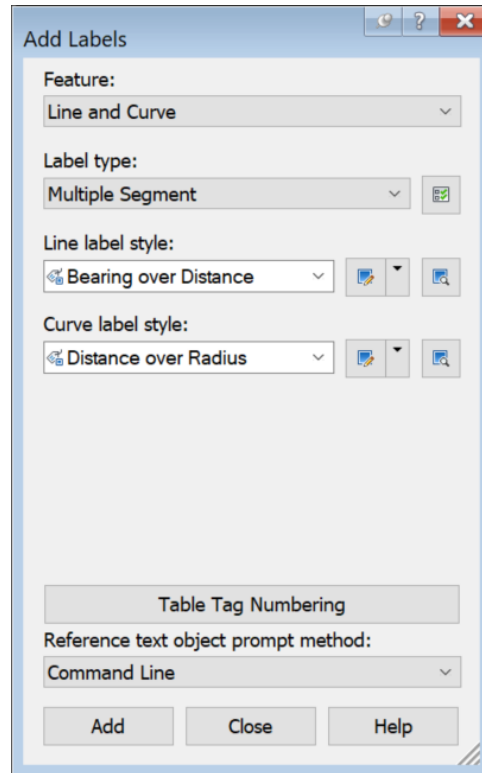 Add Labels
?
Feature:
Line and Curve
Label type:
Multiple Segment
Line label style:
Bearing over Distance
Curve label style:
Distance over Radius
Table Tag Numbering
Reference text object prompt method:
Command Line
Add Close Help